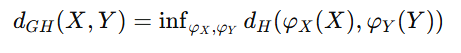 d_{GH}(X, Y) = inf_{φ_X,φ_Y} d_H(φ_X(X), φ_Y(Y))